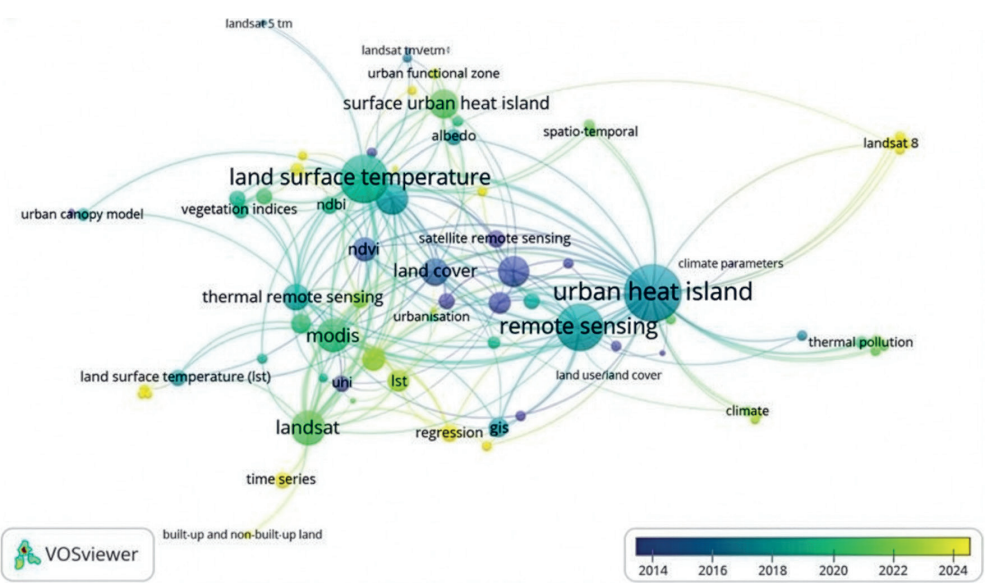 landsat 5 tm
urban functional zone
surface urban heat island
albedo
spatio-temporal
landsat 8
land surface temperature
ndbi
vegetation indices
urban canopy model
ndvi
satellite remote sensing
land cover
climate parameters
thermal remote sensing
urban heat island
urbanisation
remote sensing
modis
thermal pollution
land surface temperature (lst)
uhi
lst
land use/land cover
climate
landsat
regression
gis
time series
built-up and non-built-up land
VOSviewer
2014 2016 2018 2020 2022 2024